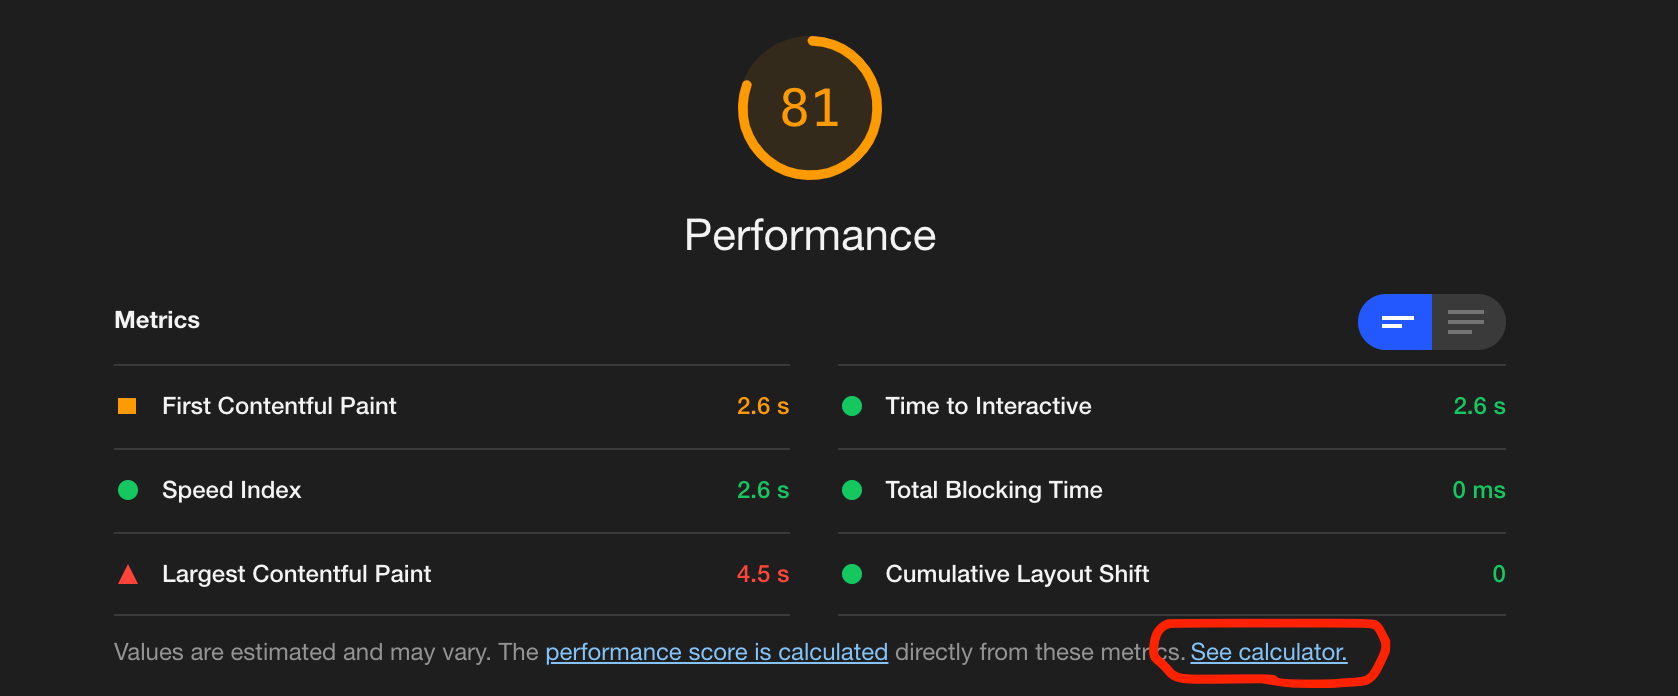 81
Performance
Metrics
First Contentful Paint 2.6 s
Time to Interactive 2.6 s
Speed Index 2.6 s
Total Blocking Time 0 ms
Largest Contentful Paint 4.5 s
Cumulative Layout Shift 0
Values are estimated and may vary. The performance score is calculated directly from these metrics. See calculator.